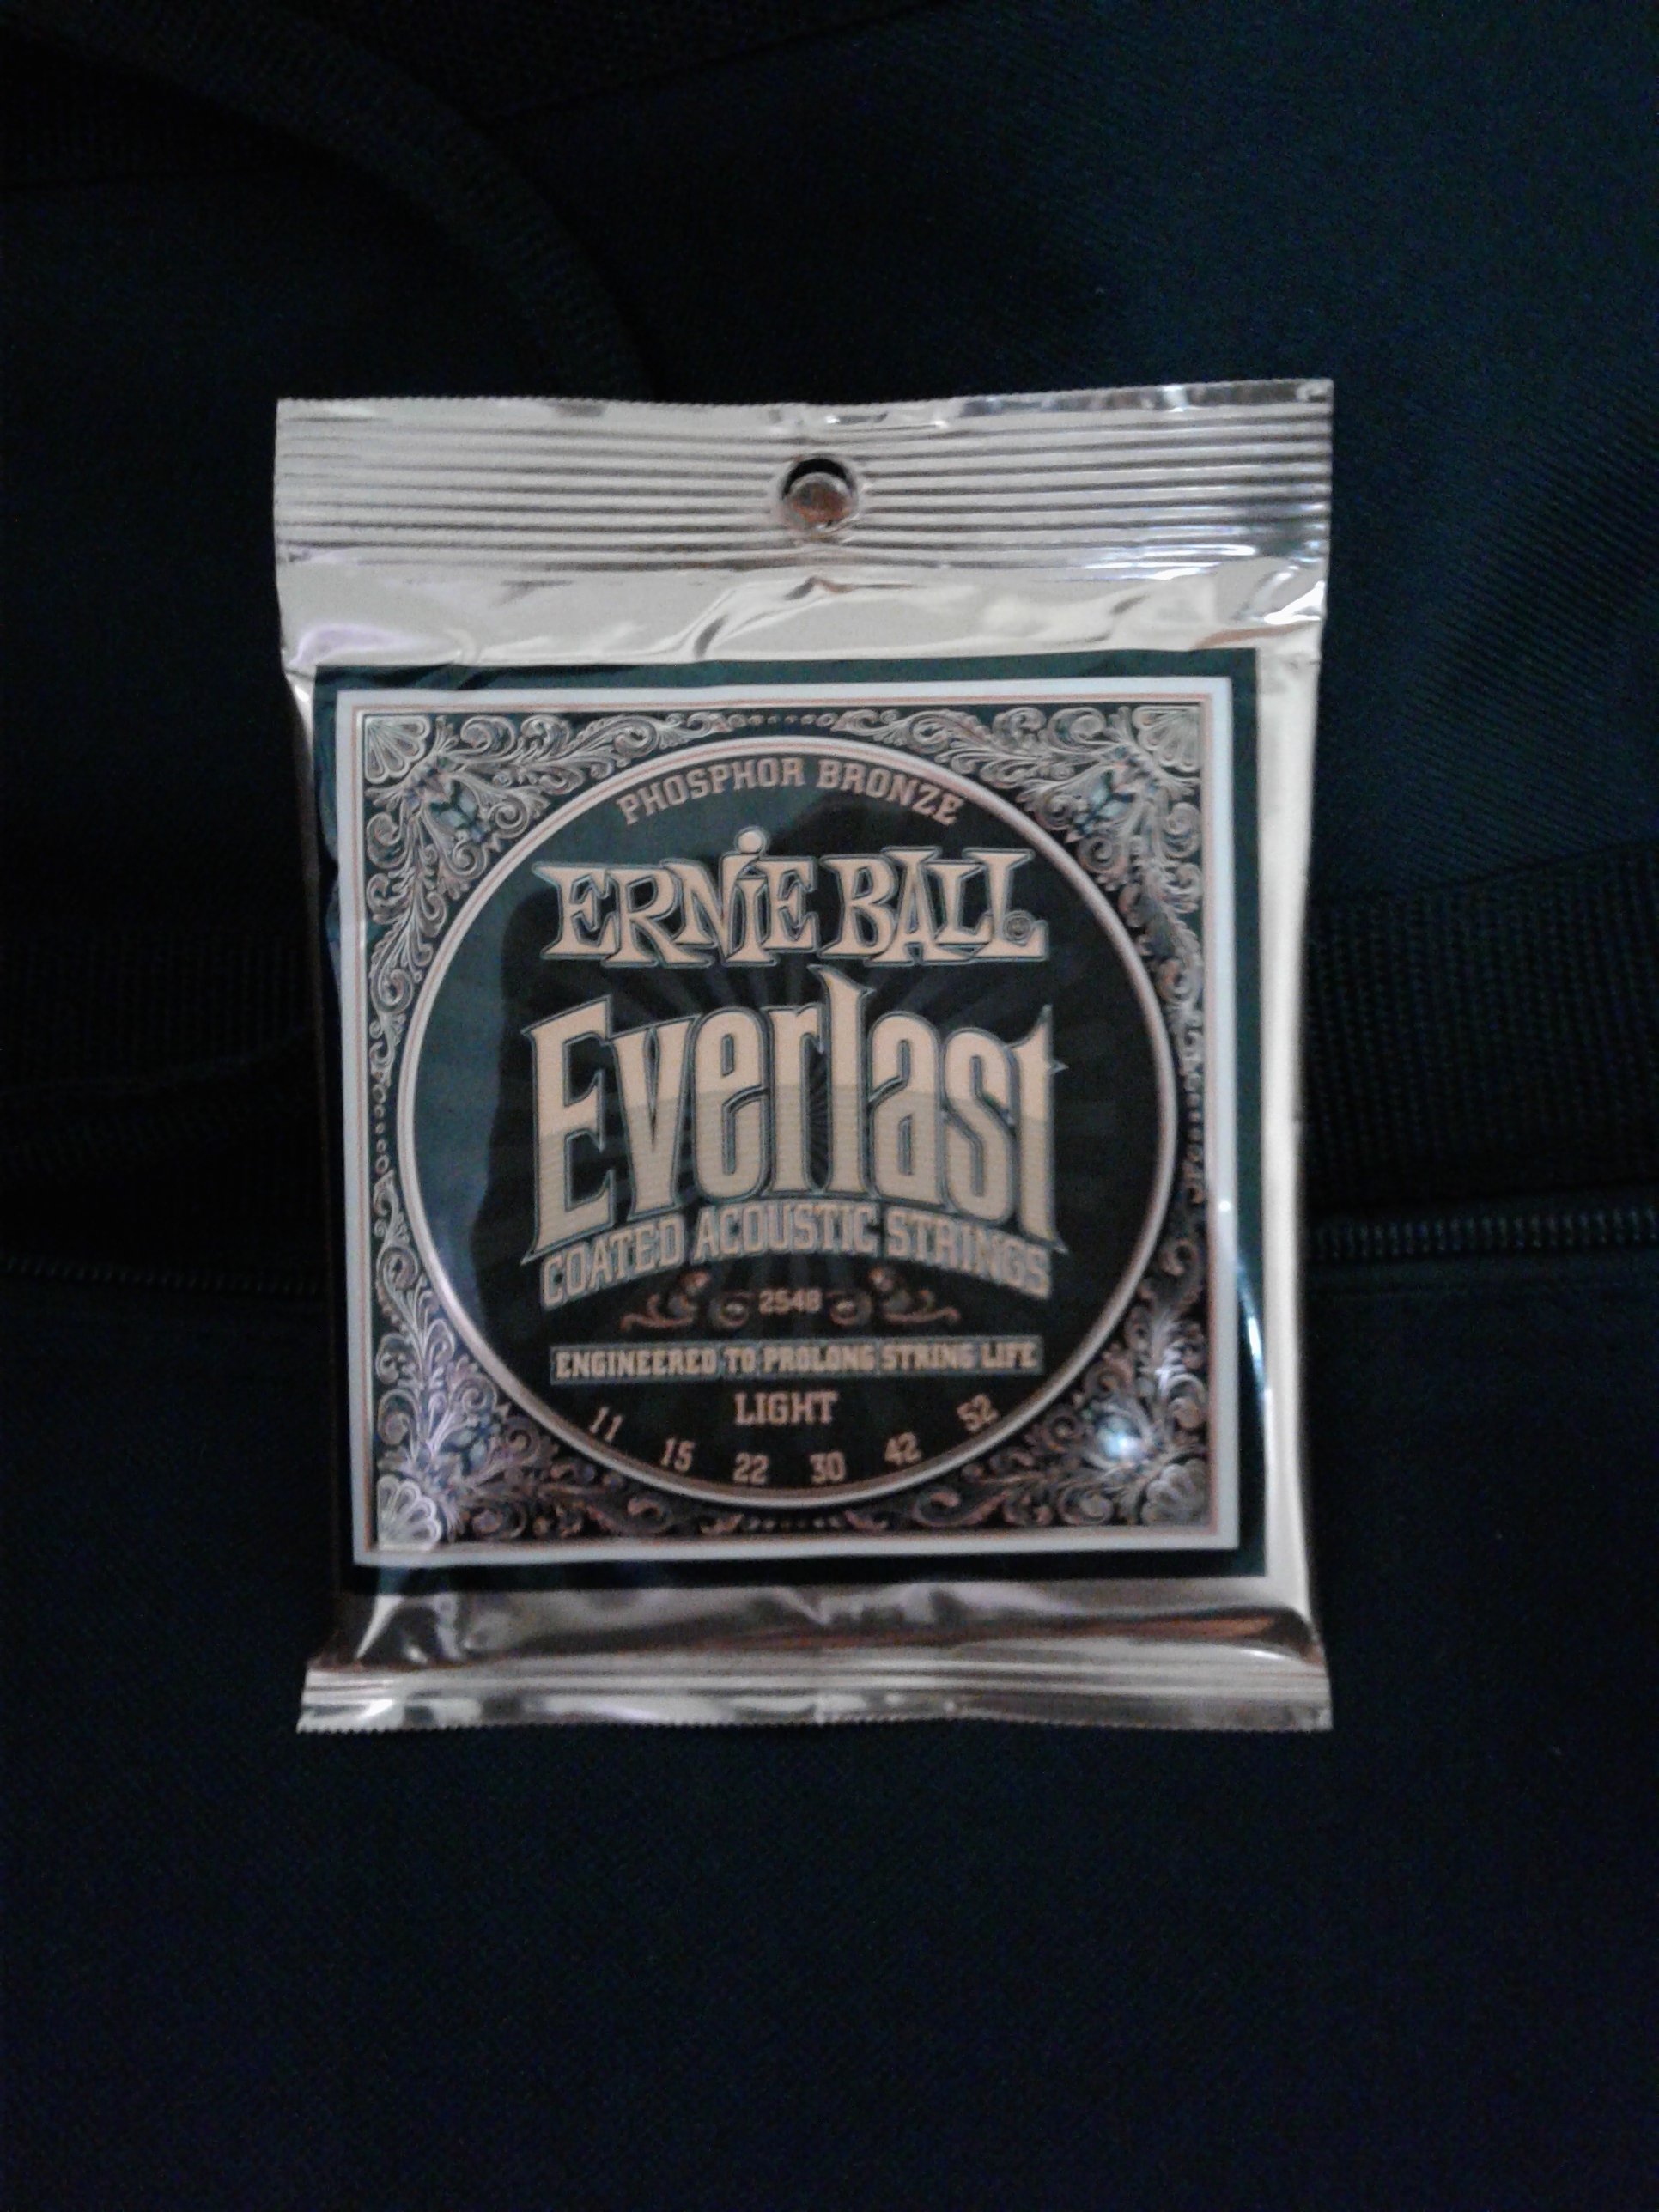 PHOSPHOR BRONZE
ERNIE BALL
Everlast
COATED ACOUSTIC STRINGS
2548
ENGINEERED TO PROLONG STRING LIFE
LIGHT
11 15 22 30 42 52